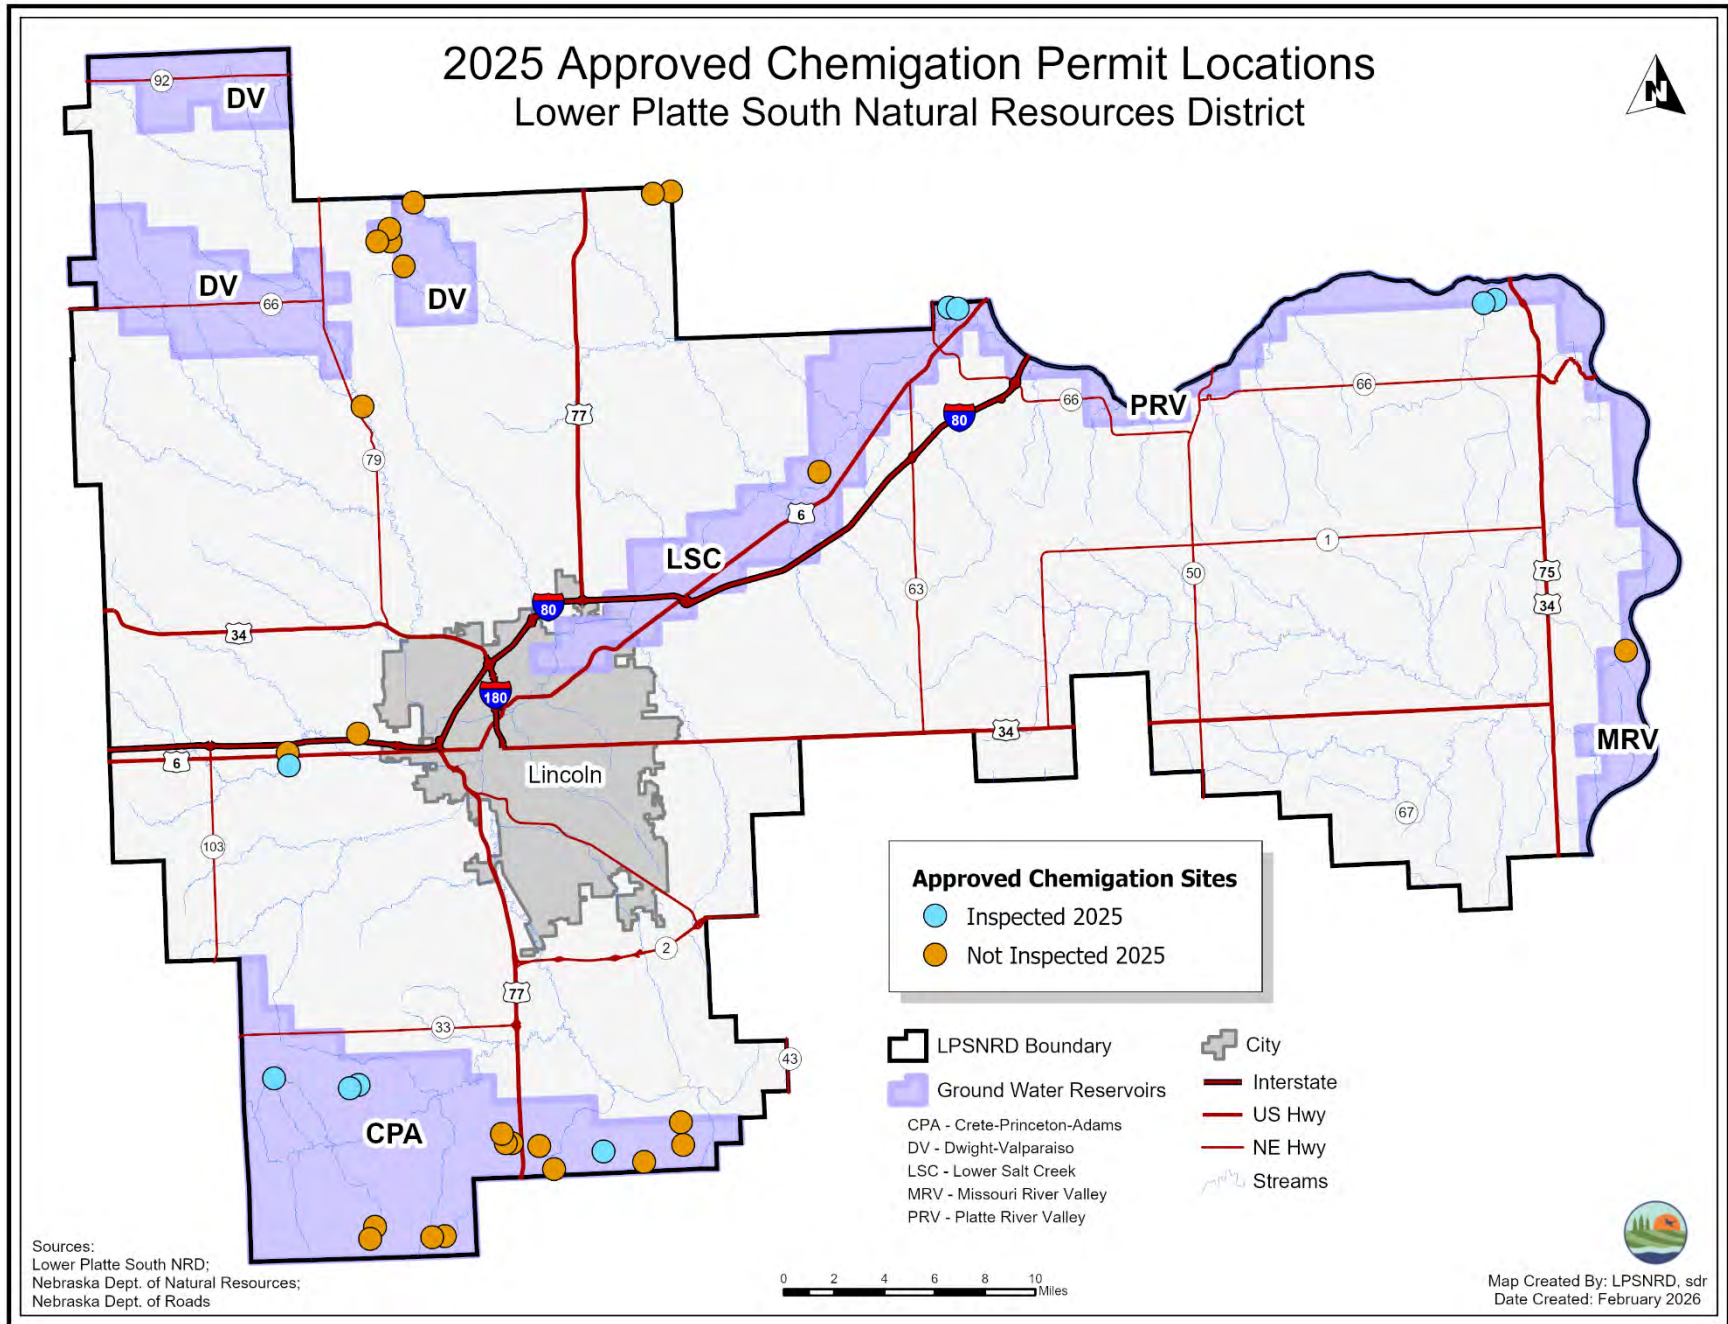 2025 Approved Chemigation Permit Locations
Lower Platte South Natural Resources District
N
92
DV
DV
66
DV
77
79
80
66
PRV
66
6
LSC
1
63
50
75
34
80
34
180
34
MRV
6
Lincoln
103
67
2
77
33
43
CPA
Approved Chemigation Sites
Inspected 2025
Not Inspected 2025
LPSNRD Boundary
Ground Water Reservoirs
CPA - Crete-Princeton-Adams
DV - Dwight-Valparaiso
LSC - Lower Salt Creek
MRV - Missouri River Valley
PRV - Platte River Valley
City
Interstate
US Hwy
NE Hwy
Streams
Sources:
Lower Platte South NRD;
Nebraska Dept. of Natural Resources;
Nebraska Dept. of Roads
0 2 4 6 8 10
Miles
Map Created By: LPSNRD, sdr
Date Created: February 2026